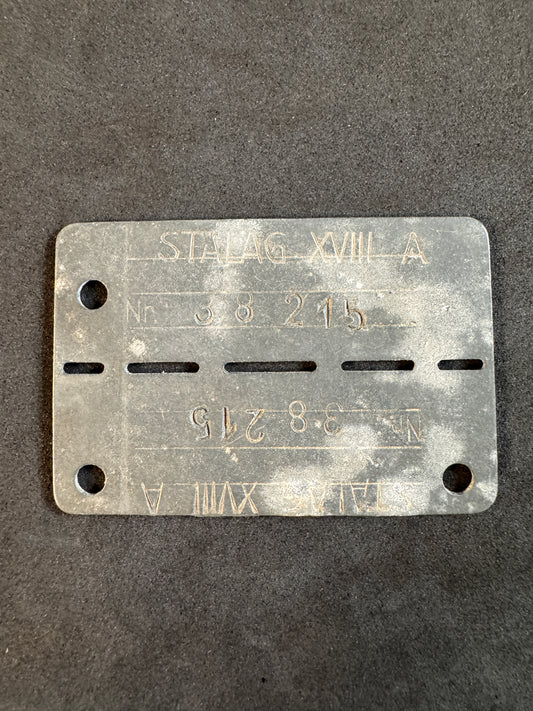 STALAG XVIII A
Nr. 38 215
Nr. 38 215
STALAG XVIII A